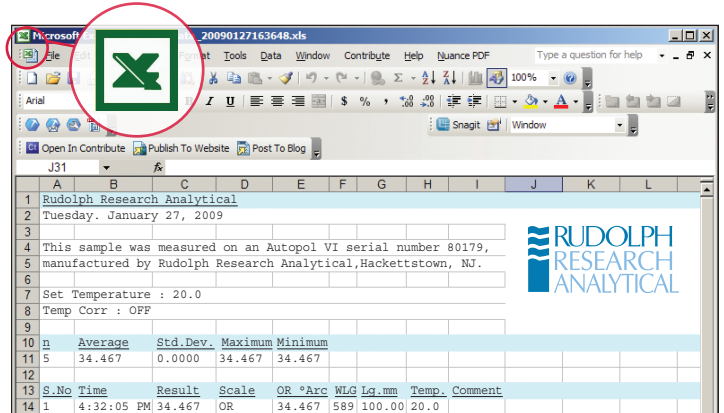 Microsoft _20090127163648.xls
File Format Tools Data Window Contribute Help Nuance PDF Type a question for help
100%
Arial I U $ % ,
Snagit Window
Open In Contribute Publish To Website Post To Blog
J31 fx
A B C D E F G H I J K L
1 Rudolph Research Analytical
2 Tuesday. January 27, 2009
3
4 This sample was measured on an Autopol VI serial number 80179,
5 manufactured by Rudolph Research Analytical,Hackettstown, NJ.
6
7 Set Temperature : 20.0
8 Temp Corr : OFF
9
10 n Average Std.Dev. Maximum Minimum
11 5 34.467 0.0000 34.467 34.467
12
13 S.No Time Result Scale OR °Arc WLG Lg.mm Temp. Comment
14 1 4:32:05 PM 34.467 OR 34.467 589 100.00 20.0
RUDOLPH
RESEARCH
ANALYTICAL